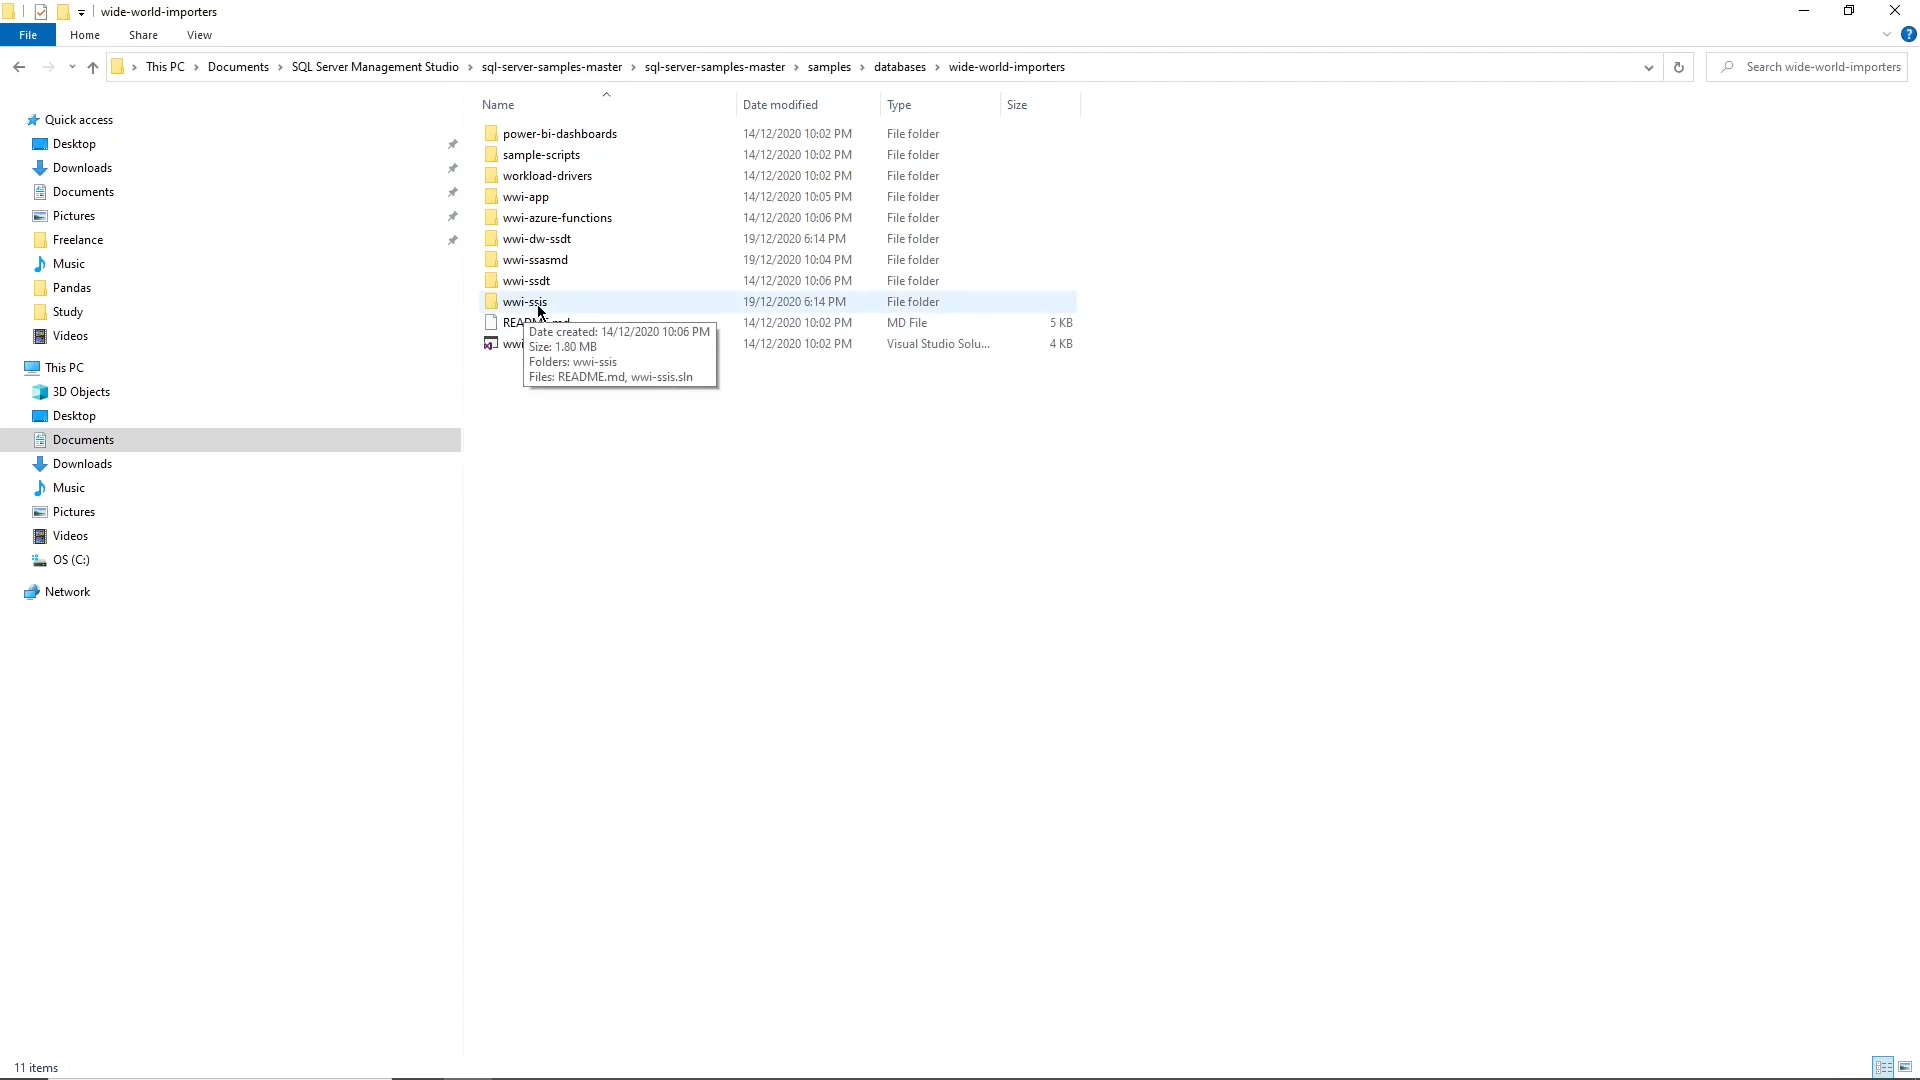 wide-world-importers
File Home Share View
This PC Documents SQL Server Management Studio sql-server-samples-master sql-server-samples-master samples databases wide-world-importers
Search wide-world-importers
Name Date modified Type Size
Quick access
Desktop
Downloads
Documents
Pictures
Freelance
Music
Pandas
Study
Videos
This PC
3D Objects
Desktop
Documents
Downloads
Music
Pictures
Videos
OS (C:)
Network
power-bi-dashboards 14/12/2020 10:02 PM File folder
sample-scripts 14/12/2020 10:02 PM File folder
workload-drivers 14/12/2020 10:02 PM File folder
wwi-app 14/12/2020 10:05 PM File folder
wwi-azure-functions 14/12/2020 10:06 PM File folder
wwi-dw-ssdt 19/12/2020 6:14 PM File folder
wwi-ssasmd 19/12/2020 10:04 PM File folder
wwi-ssdt 14/12/2020 10:06 PM File folder
wwi-ssis 19/12/2020 6:14 PM File folder
README.md 14/12/2020 10:02 PM MD File 5 KB
wwi 14/12/2020 10:02 PM Visual Studio Solu... 4 KB
Date created: 14/12/2020 10:06 PM
Size: 1.80 MB
Folders: wwi-ssis
Files: README.md, wwi-ssis.sln
11 items